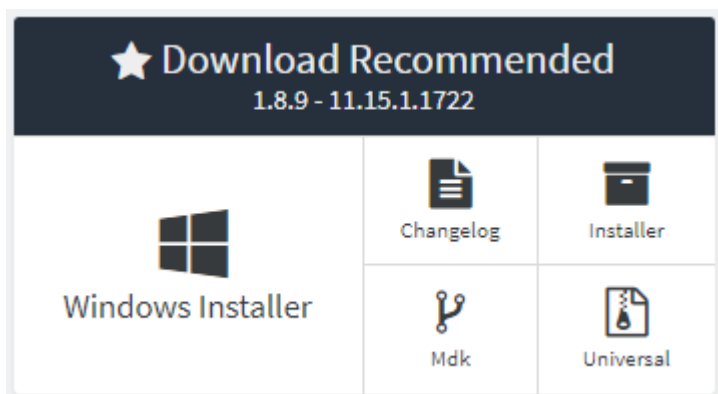 Download Recommended
1.8.9 - 11.15.1.1722
Windows Installer
Changelog
Installer
Mdk
Universal